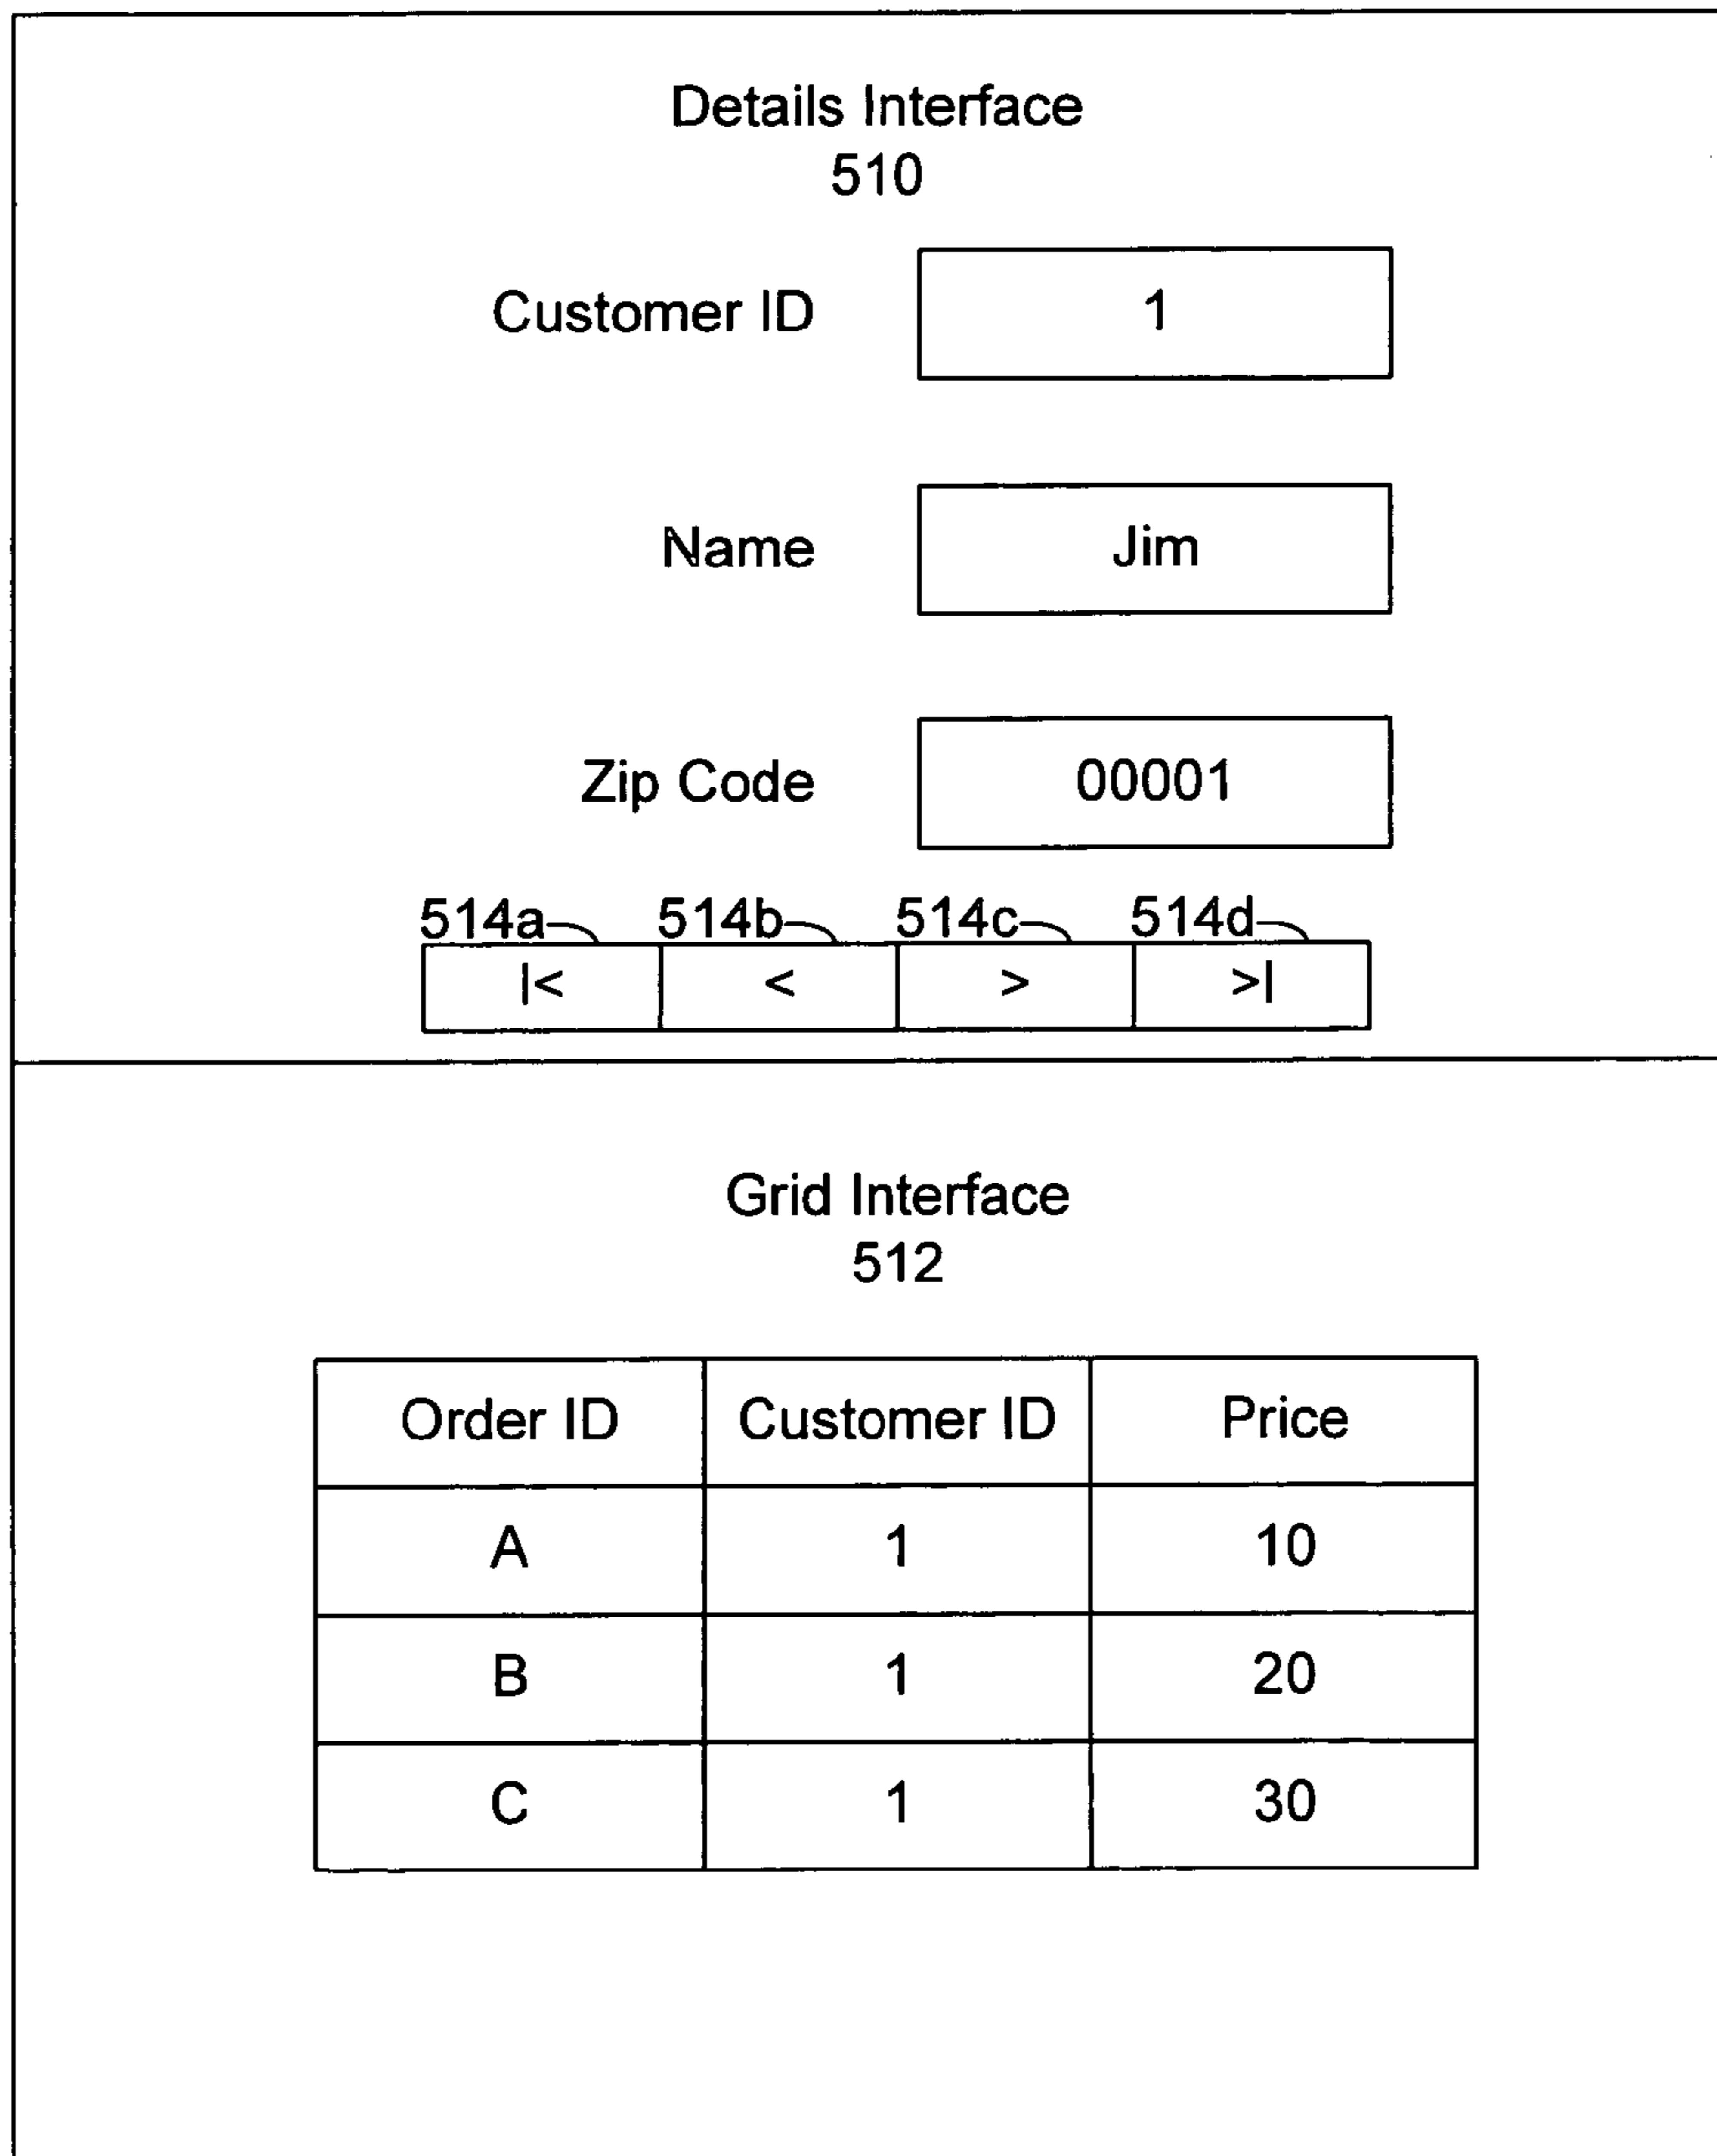 Details Interface
510
Customer ID 1
Name Jim
Zip Code 00001
514a 514b 514c 514d
|< < > >|
Grid Interface
512
Order ID Customer ID Price
A 1 10
B 1 20
C 1 30